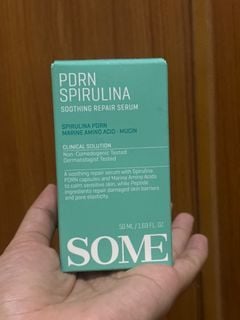 PDRN
SPIRULINA
SOOTHING REPAIR SERUM
SPIRULINA PDRN
MARINE AMINO ACID · MUCIN
CLINICAL SOLUTION
Non-Comedogenic Tested
Dermatologist Tested
A soothing repair serum with Spirulina
PDRN capsules and Marine Amino Acids
to calm sensitive skin, while Peptide
ingredients repair damaged skin barriers
and pore elasticity.
50 ML / 1.69 FL. OZ
SOME